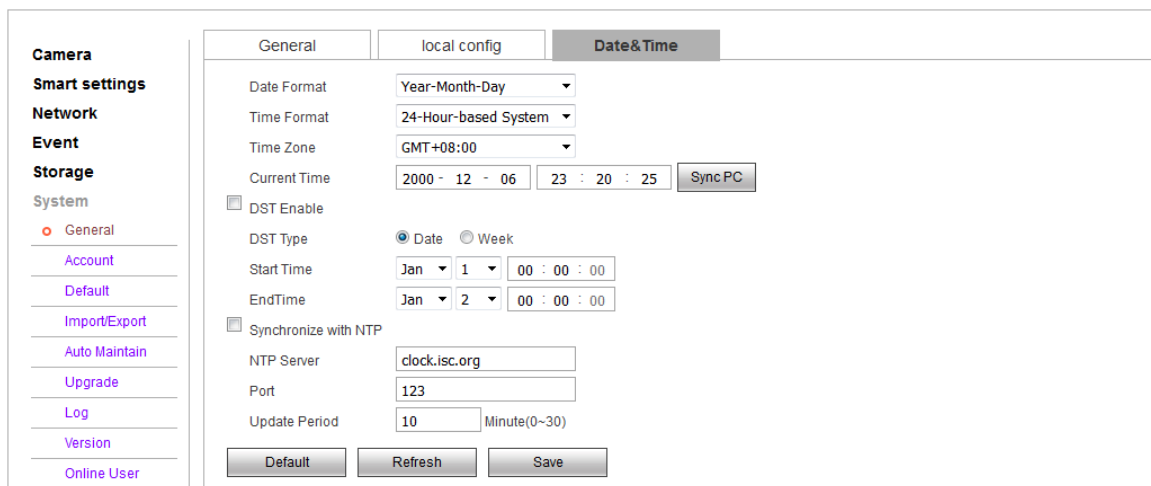 General local config Date&Time
Camera
Smart settings
Network
Event
Storage
System
General
Account
Default
Import/Export
Auto Maintain
Upgrade
Log
Version
Online User
Date Format Year-Month-Day
Time Format 24-Hour-based System
Time Zone GMT+08:00
Current Time 2000 - 12 - 06 23 : 20 : 25 Sync PC
DST Enable
DST Type Date Week
Start Time Jan 1 00 : 00 : 00
EndTime Jan 2 00 : 00 : 00
Synchronize with NTP
NTP Server clock.isc.org
Port 123
Update Period 10 Minute(0~30)
Default Refresh Save